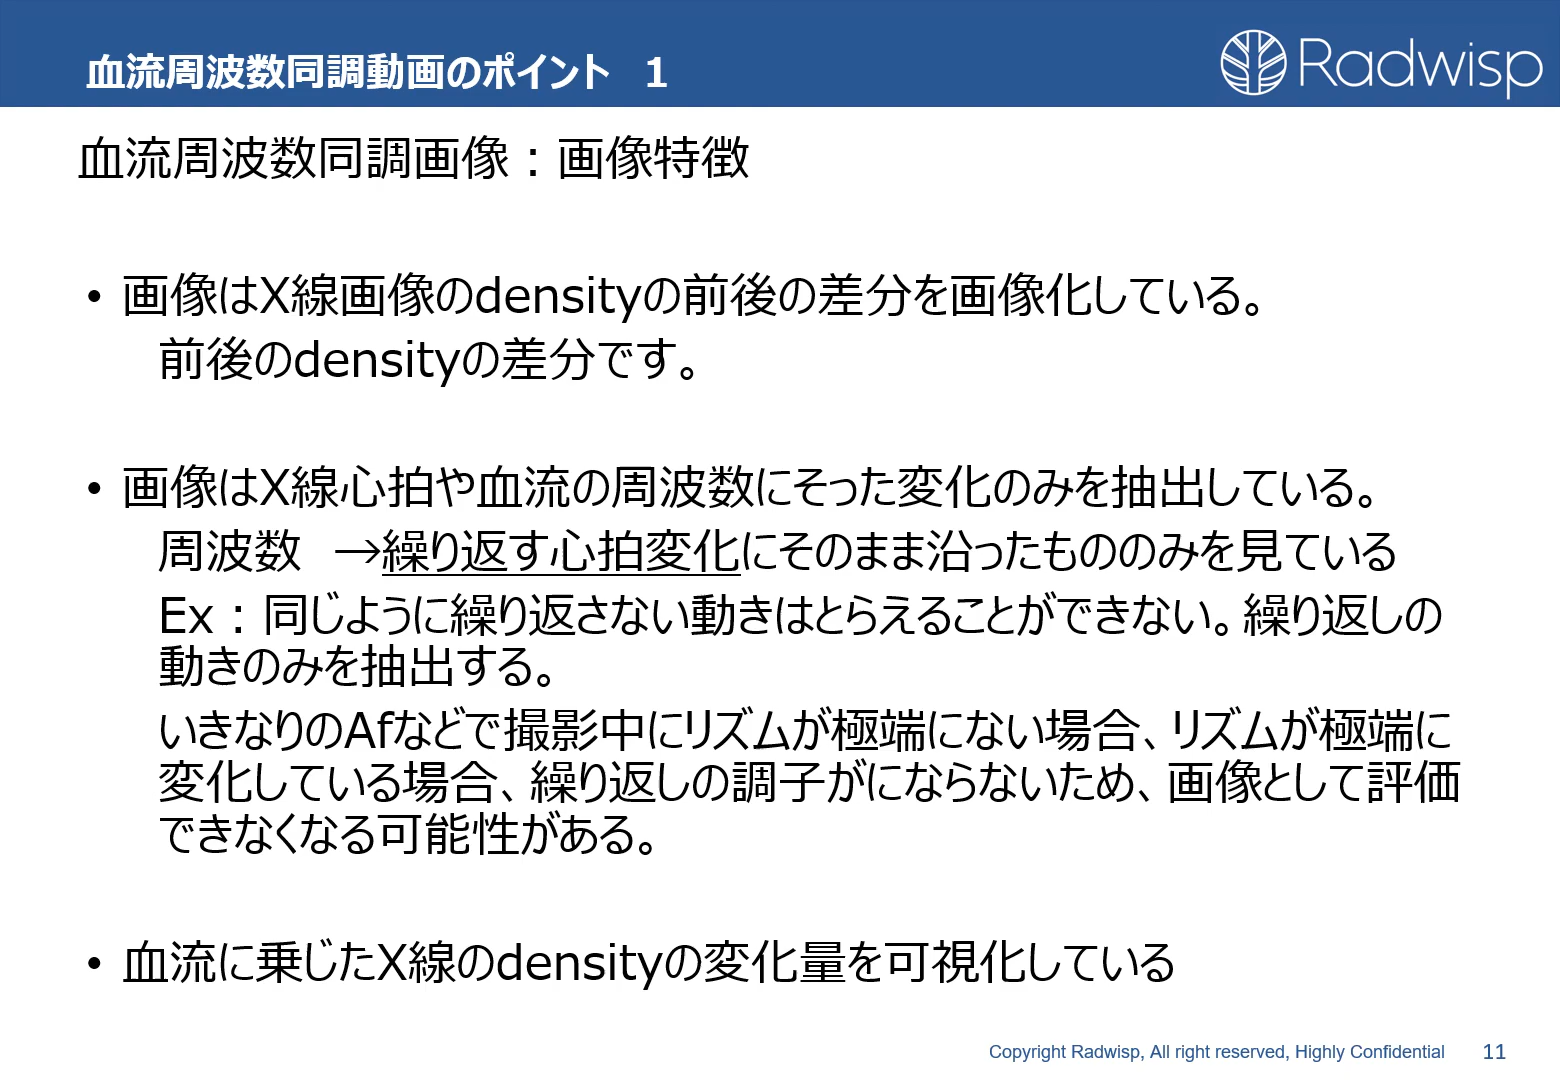 血流周波数同調動画のポイント　1
Radwisp
血流周波数同調画像：画像特徴
• 画像はX線画像のdensityの前後の差分を画像化している。
前後のdensityの差分です。
• 画像はX線心拍や血流の周波数にそった変化のみを抽出している。
周波数　→繰り返す心拍変化にそのまま沿ったもののみを見ている
Ex：同じように繰り返さない動きはとらえることができない。繰り返しの
動きのみを抽出する。
いきなりのAfなどで撮影中にリズムが極端にない場合、リズムが極端に
変化している場合、繰り返しの調子がにならないため、画像として評価
できなくなる可能性がある。
• 血流に乗じたX線のdensityの変化量を可視化している
Copyright Radwisp, All right reserved, Highly Confidential 11